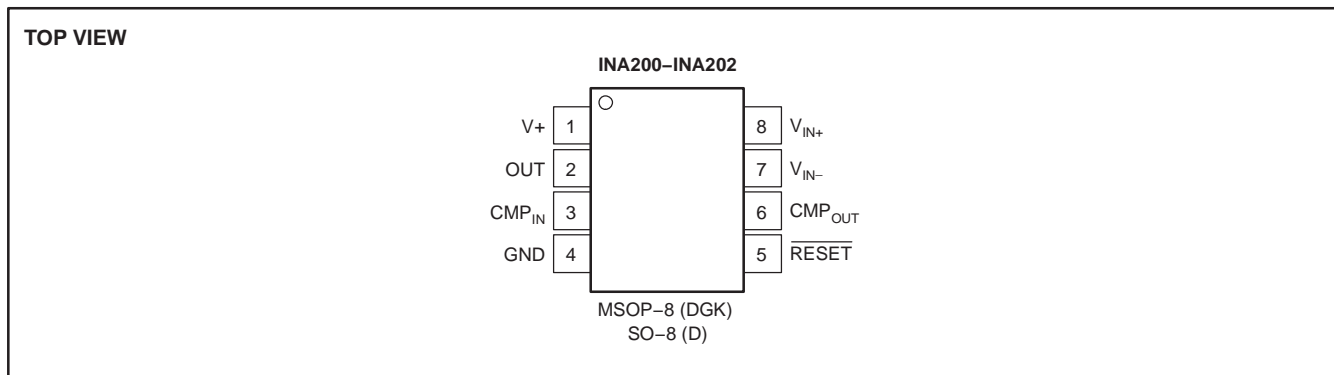 TOP VIEW
INA200−INA202
V+ 1 8 V_IN+
OUT 2 7 V_IN−
CMP_IN 3 6 CMP_OUT
GND 4 5 R̅E̅S̅E̅T̅
MSOP−8 (DGK)
SO−8 (D)